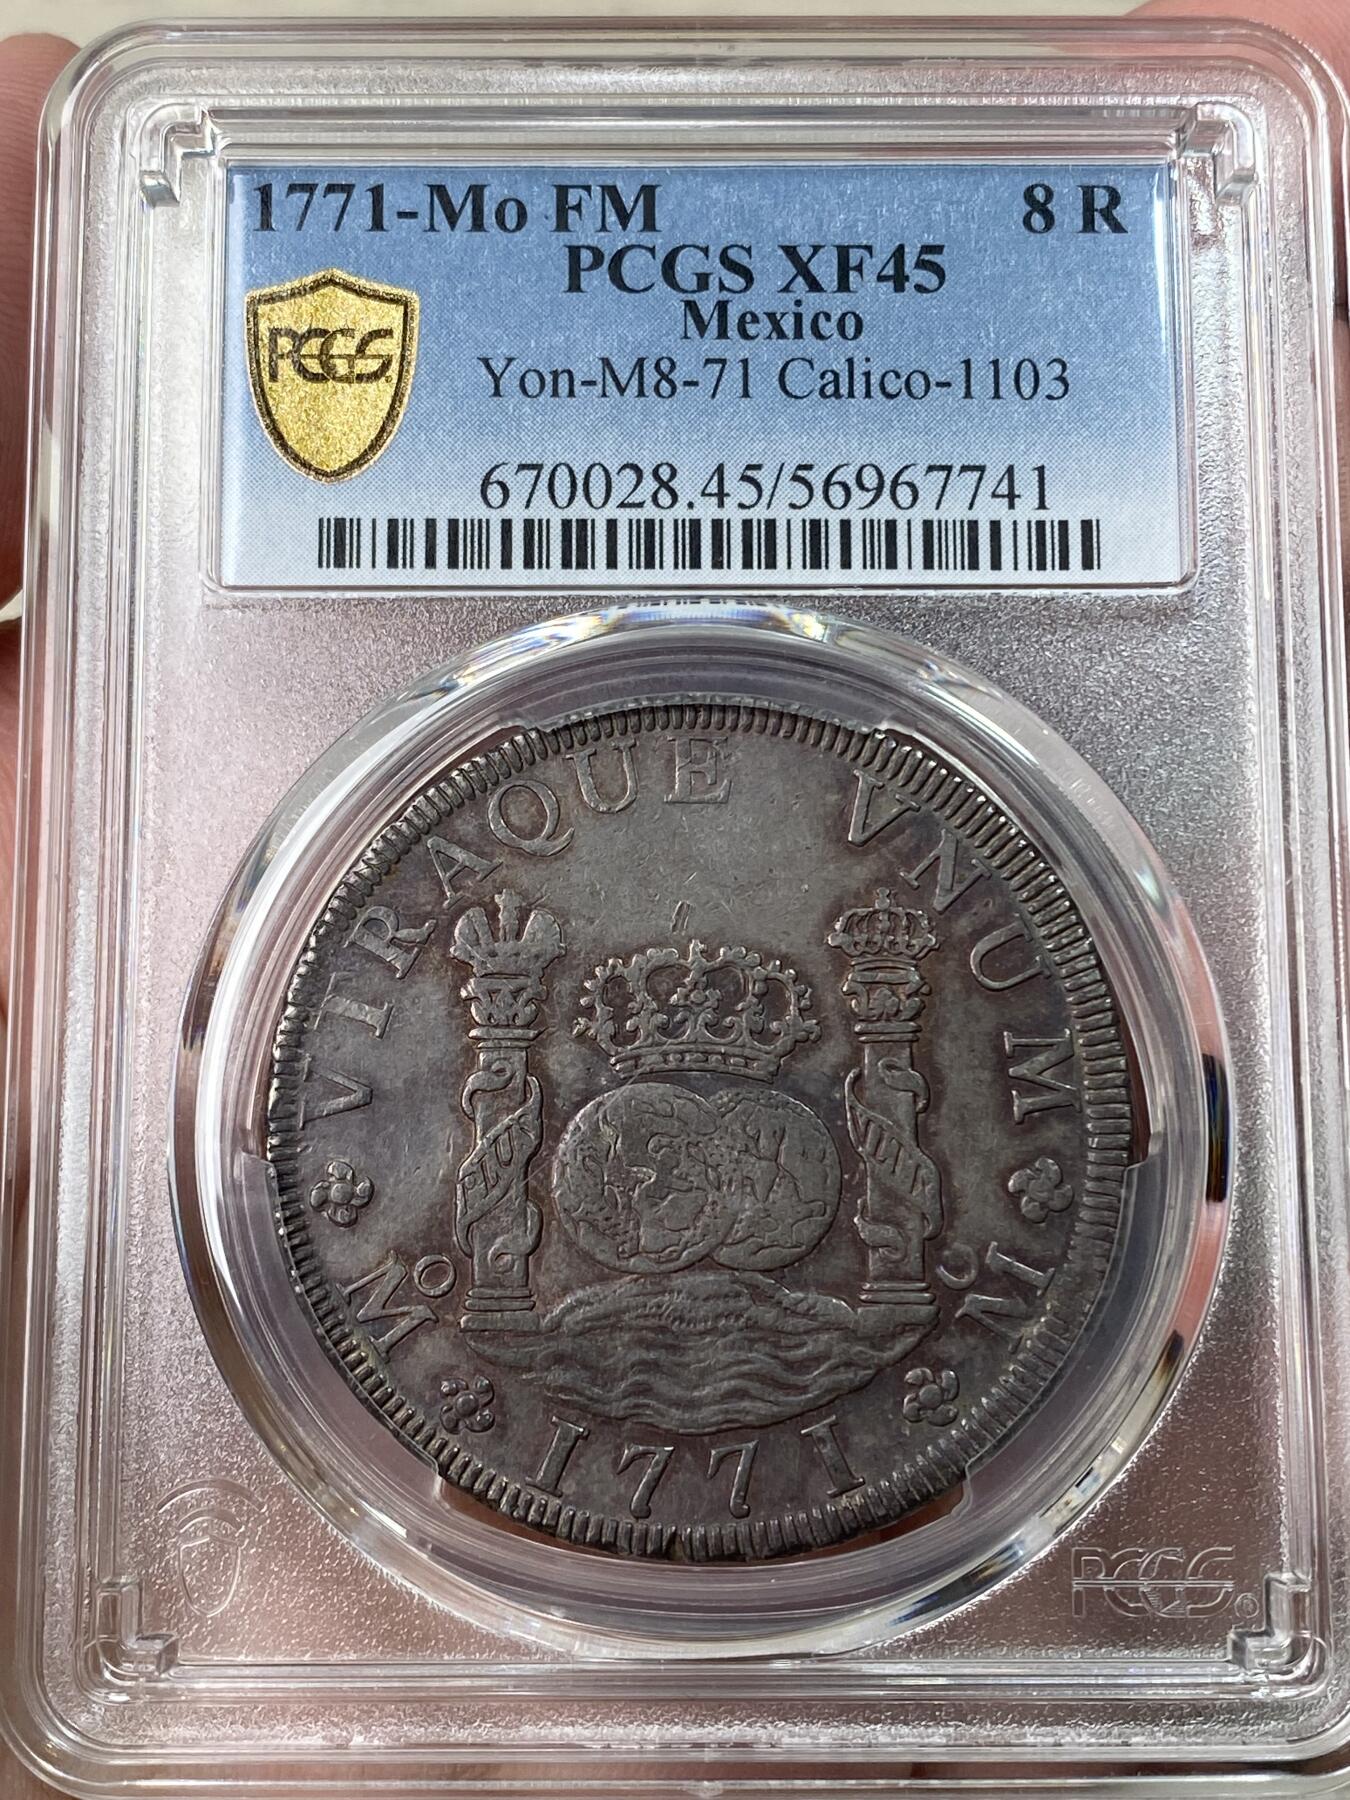 1771-Mo FM 8 R
PCGS XF45
Mexico
PCGS
Yon-M8-71 Calico-1103
670028.45/56967741
VTRAQUE VNUM
Mo 1771 Mo
PCGS